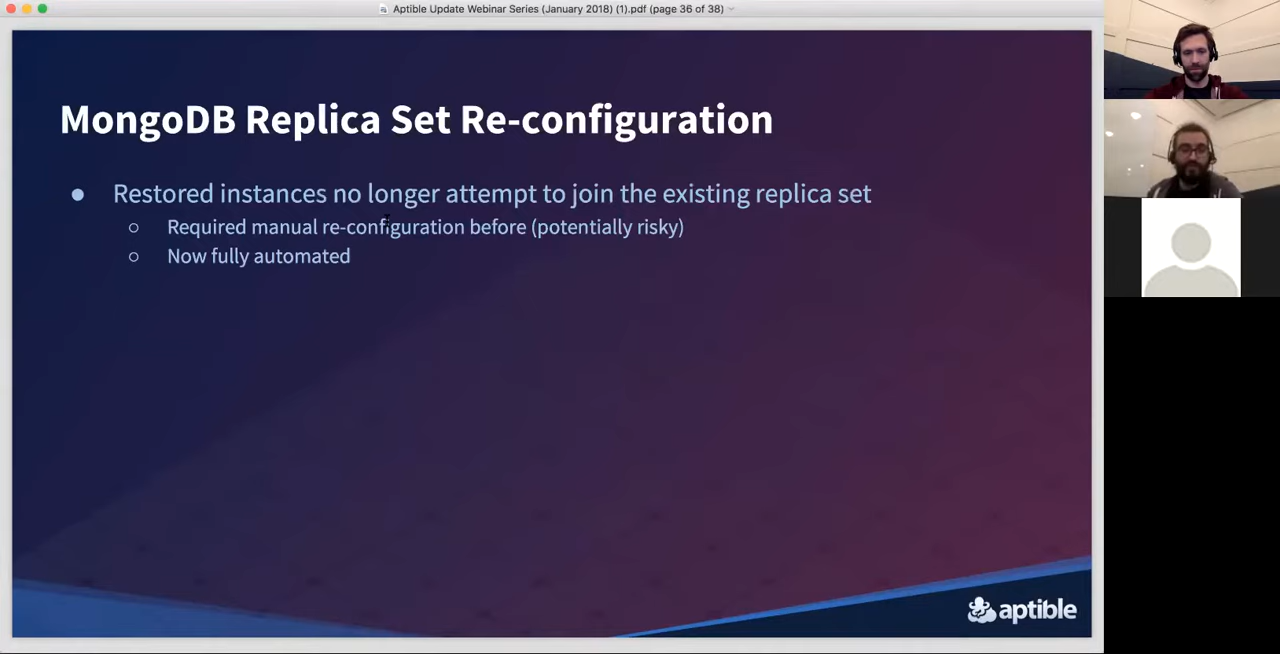 Aptible Update Webinar Series (January 2018) (1).pdf (page 36 of 38)
MongoDB Replica Set Re-configuration
Restored instances no longer attempt to join the existing replica set
Required manual re-configuration before (potentially risky)
Now fully automated
aptible